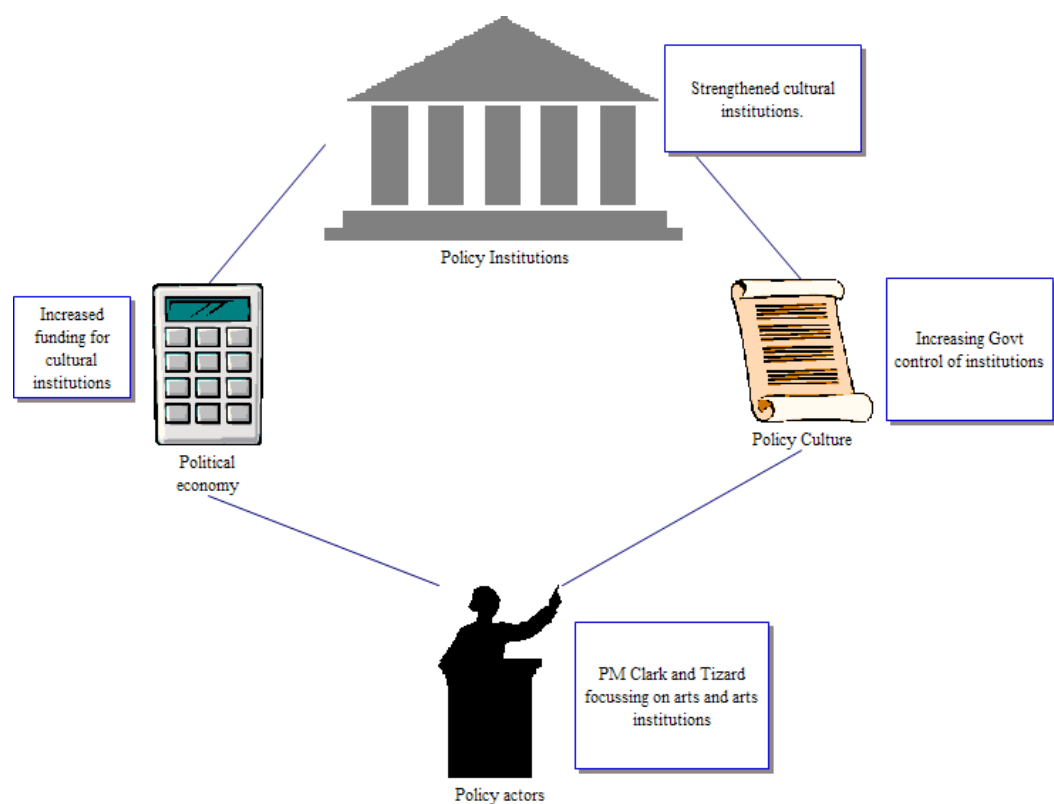 Strengthened cultural
institutions.
Policy Institutions
Increased
funding for
cultural
institutions
Political
economy
Increasing Govt
control of institutions
Policy Culture
PM Clark and Tizard
focussing on arts and arts
institutions
Policy actors